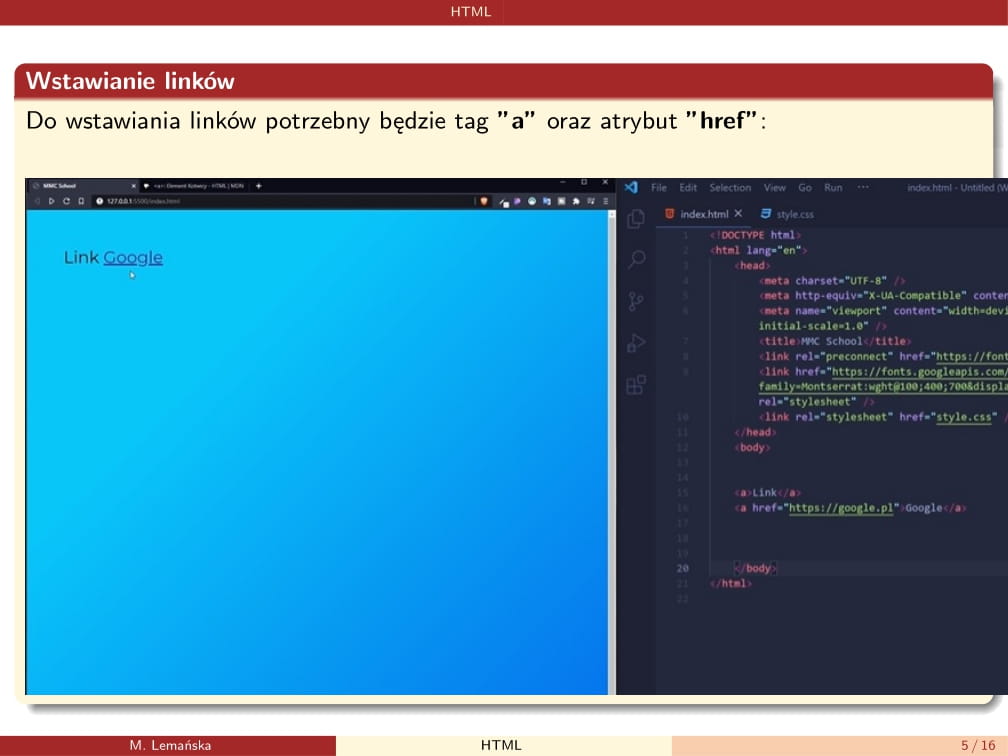 HTML
Wstawianie linków
Do wstawiania linków potrzebny będzie tag ”a” oraz atrybut ”href”:
MMC School
<a>: Element Kotwicy - HTML | MDN
127.0.0.1:5500/index.html
Link Google
File Edit Selection View Go Run ··· index.html - Untitled (W
index.html style.css
1 <!DOCTYPE html>
2 <html lang="en">
3 <head>
4 <meta charset="UTF-8" />
5 <meta http-equiv="X-UA-Compatible" conten
6 <meta name="viewport" content="width=devi
initial-scale=1.0" />
7 <title>MMC School</title>
8 <link rel="preconnect" href="https://font
9 <link href="https://fonts.googleapis.com/
family=Montserrat:wght@100;400;700&displa
rel="stylesheet" />
10 <link rel="stylesheet" href="style.css" /
11 </head>
12 <body>
13
14
15 <a>Link</a>
16 <a href="https://google.pl">Google</a>
17
18
19
20 </body>
21 </html>
22
M. Lemańska HTML 5 / 16